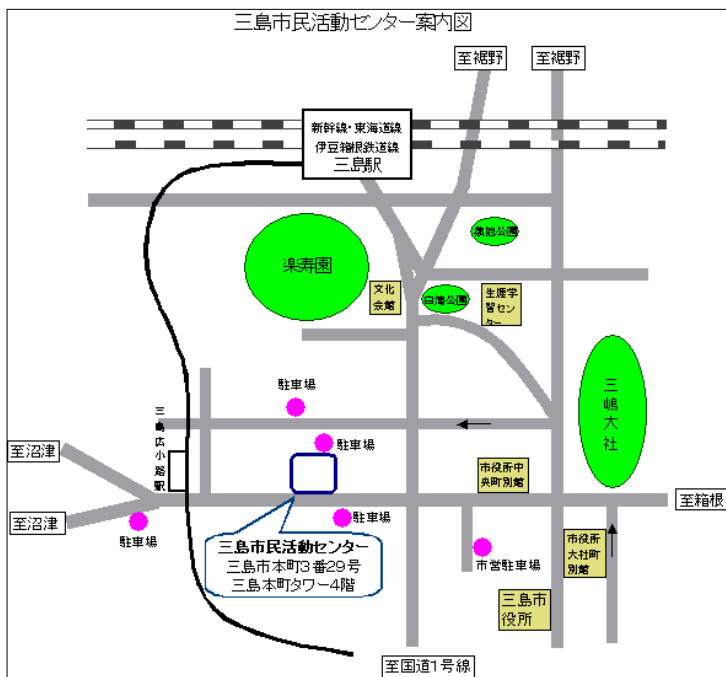 三島市民活動センター案内図
至裾野
至裾野
新幹線・東海道線
伊豆箱根鉄道線
三島駅
菰池公園
楽寿園
文化
会館
白滝公園
生涯学
習セン
ター
三嶋大社
駐車場
三島広小路駅
駐車場
至沼津
市役所中
央町別館
至箱根
至沼津
駐車場
駐車場
三島市民活動センター
三島市本町3番29号
三島本町タワー4階
市営駐車場
市役所
大社町
別館
三島市
役所
至国道1号線